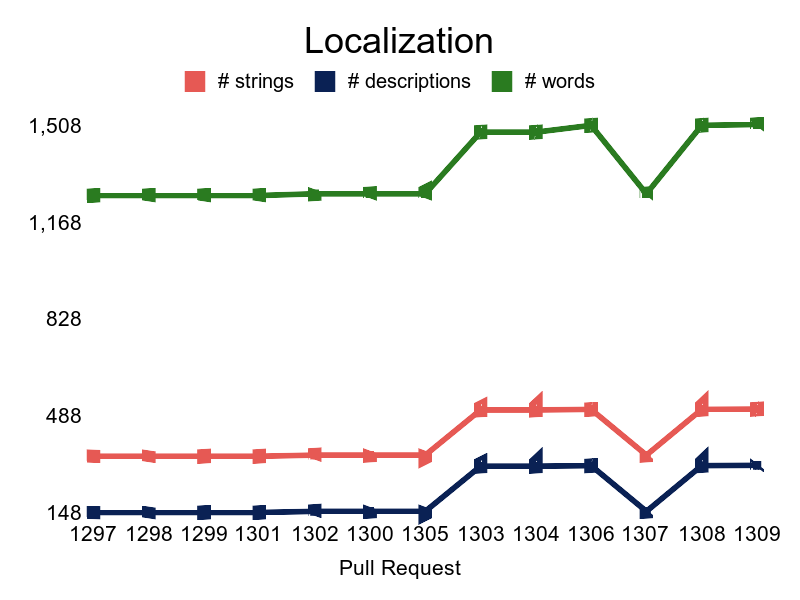 Localization
# strings # descriptions # words
1,508
1,168
828
488
148
1297 1298 1299 1301 1302 1300 1305 1303 1304 1306 1307 1308 1309
Pull Request